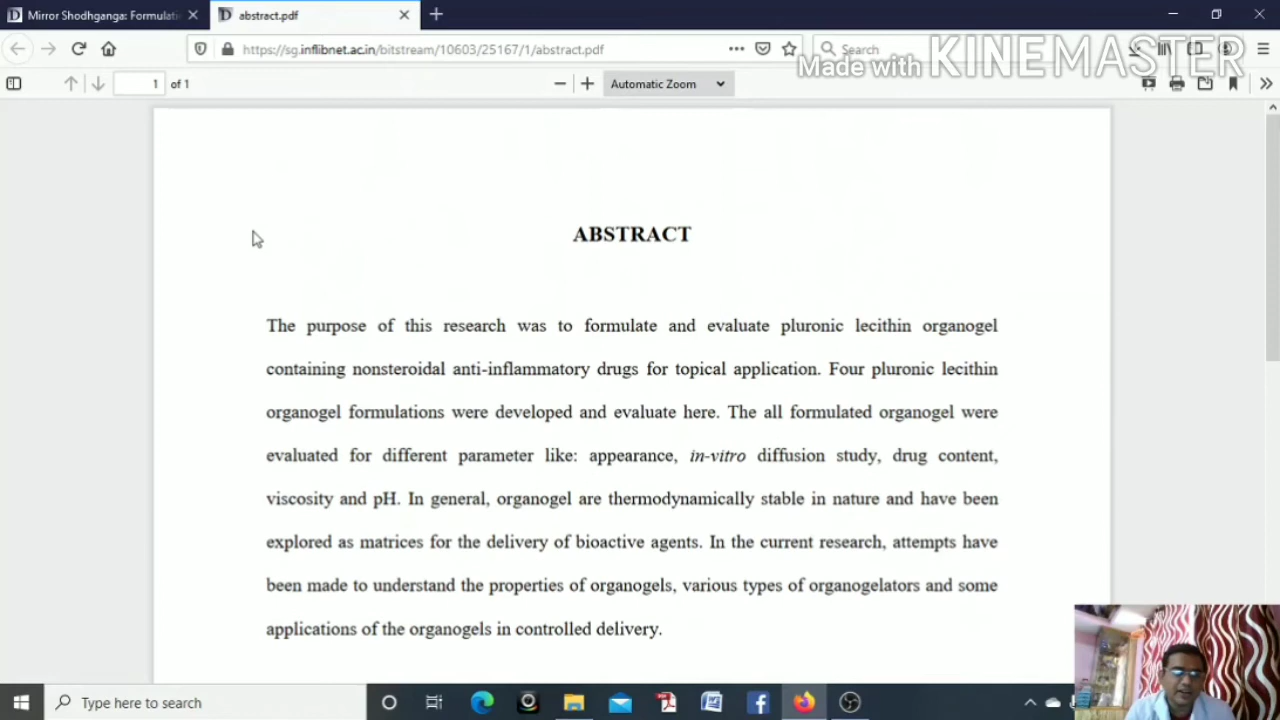 Mirror Shodhganga: Formulati
abstract.pdf
https://sg.inflibnet.ac.in/bitstream/10603/25167/1/abstract.pdf
Search
Made with KINEMASTER
1 of 1
Automatic Zoom
ABSTRACT
The purpose of this research was to formulate and evaluate pluronic lecithin organogel
containing nonsteroidal anti-inflammatory drugs for topical application. Four pluronic lecithin
organogel formulations were developed and evaluate here. The all formulated organogel were
evaluated for different parameter like: appearance, in-vitro diffusion study, drug content,
viscosity and pH. In general, organogel are thermodynamically stable in nature and have been
explored as matrices for the delivery of bioactive agents. In the current research, attempts have
been made to understand the properties of organogels, various types of organogelators and some
applications of the organogels in controlled delivery.
Type here to search